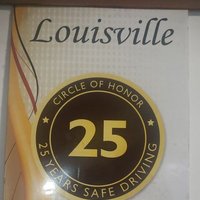 Louisville
CIRCLE OF HONOR
25
25 YEARS SAFE DRIVING